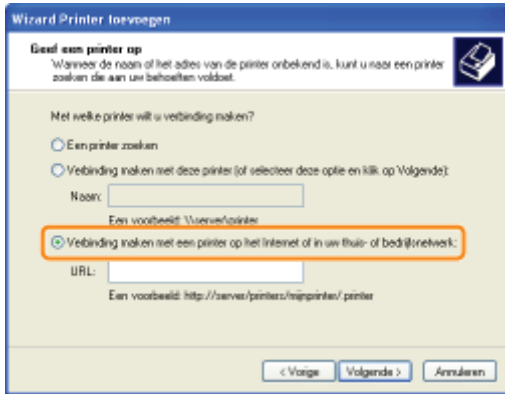 Wizard Printer toevoegen
Geef een printer op
Wanneer de naam of het adres van de printer onbekend is, kunt u naar een printer
zoeken die aan uw behoeften voldoet.
Met welke printer wilt u verbinding maken?
Een printer zoeken
Verbinding maken met deze printer (of selecteer deze optie en klik op Volgende):
Naam:
Een voorbeeld: \\server\printer
Verbinding maken met een printer op het Internet of in uw thuis- of bedrijfsnetwerk:
URL:
Een voorbeeld: http://server/printers/mijnprinter/.printer
< Vorige
Volgende >
Annuleren